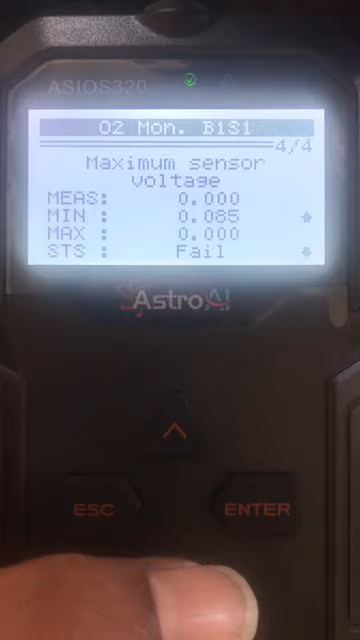 ASIOS320
O2 Mon. B1S1
4/4
Maximum sensor
voltage
MEAS: 0.000
MIN : 0.085
MAX : 0.000
STS : Fail
AstroAI
ESC
ENTER